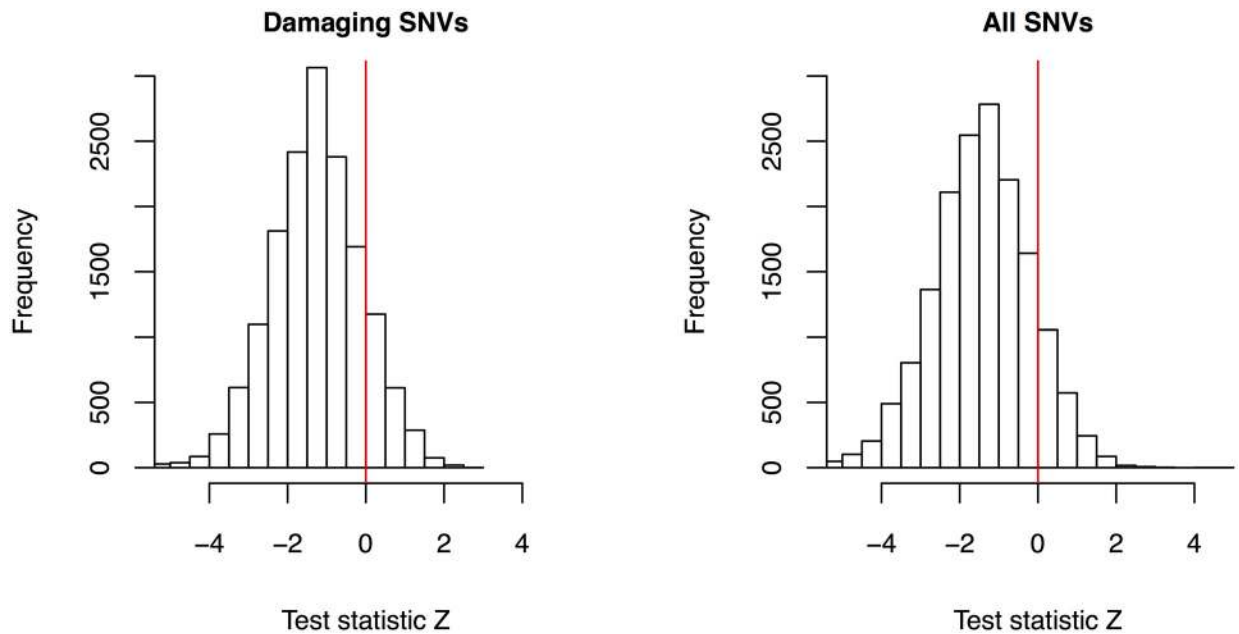 Damaging SNVs
Frequency
2500
1500
500
0
−4 −2 0 2 4
Test statistic Z
All SNVs
Frequency
2500
1500
500
0
−4 −2 0 2 4
Test statistic Z